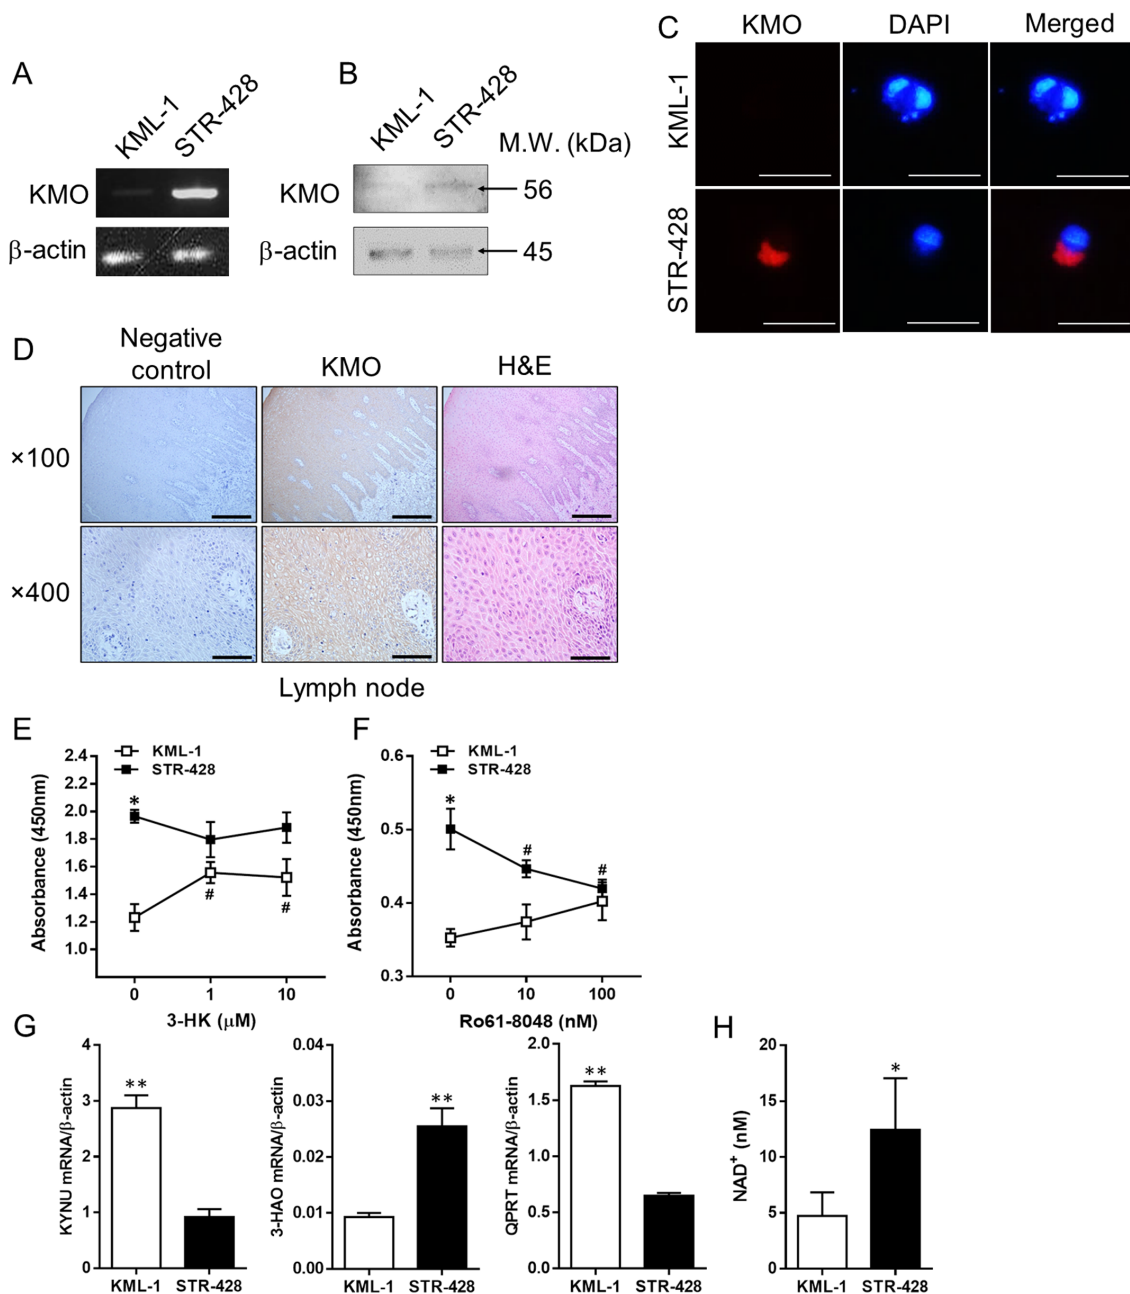 A
KML-1
STR-428
KMO
β-actin
B
KML-1
STR-428
M.W. (kDa)
KMO
56
β-actin
45
C
KMO
DAPI
Merged
KML-1
STR-428
D
Negative
control
KMO
H&E
×100
×400
Lymph node
E
KML-1
STR-428
Absorbance (450nm)
2.4
2.2
2.0
1.8
1.6
1.4
1.2
1.0
*
#
#
0
1
10
3-HK (μM)
F
KML-1
STR-428
Absorbance (450nm)
0.6
0.5
0.4
0.3
*
#
#
0
10
100
Ro61-8048 (nM)
G
KYNU mRNA/β-actin
4
3
2
1
0
**
KML-1
STR-428
3-HAO mRNA/β-actin
0.04
0.03
0.02
0.01
0.00
**
KML-1
STR-428
QPRT mRNA/β-actin
2.0
1.5
1.0
0.5
0.0
**
KML-1
STR-428
H
NAD⁺ (nM)
20
15
10
5
0
*
KML-1
STR-428